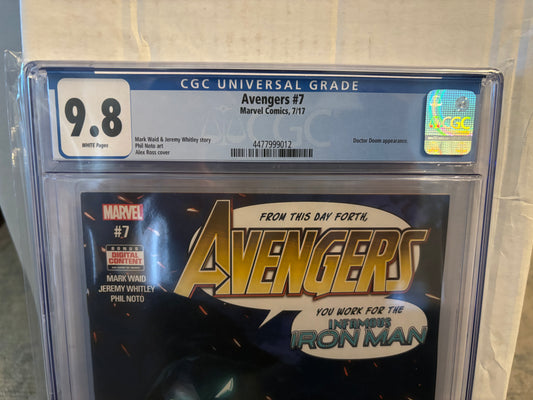 CGC UNIVERSAL GRADE
9.8
WHITE Pages
Avengers #7
Marvel Comics, 7/17
Mark Waid & Jeremy Whitley story
Phil Noto art
Alex Ross cover
Doctor Doom appearance.
4477999012
CGC
CGC
MARVEL
#7
BONUS
DIGITAL
CONTENT
MARK WAID
JEREMY WHITLEY
PHIL NOTO
FROM THIS DAY FORTH,
AVENGERS
YOU WORK FOR THE
INFAMOUS
IRON MAN